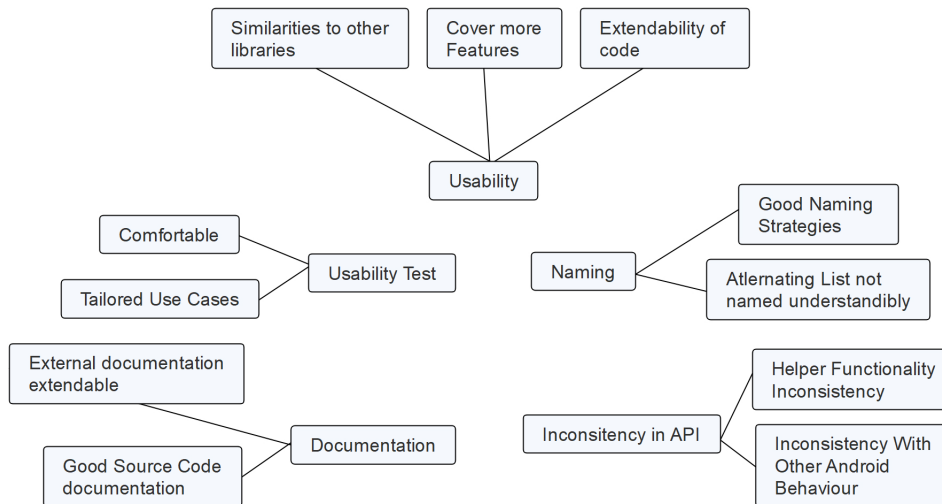 Similarities to other
libraries
Cover more
Features
Extendability of
code
Usability
Good Naming
Strategies
Comfortable
Usability Test
Naming
Tailored Use Cases
Atlernating List not
named understandibly
External documentation
extendable
Helper Functionality
Inconsistency
Documentation
Inconsitency in API
Good Source Code
documentation
Inconsistency With
Other Android
Behaviour